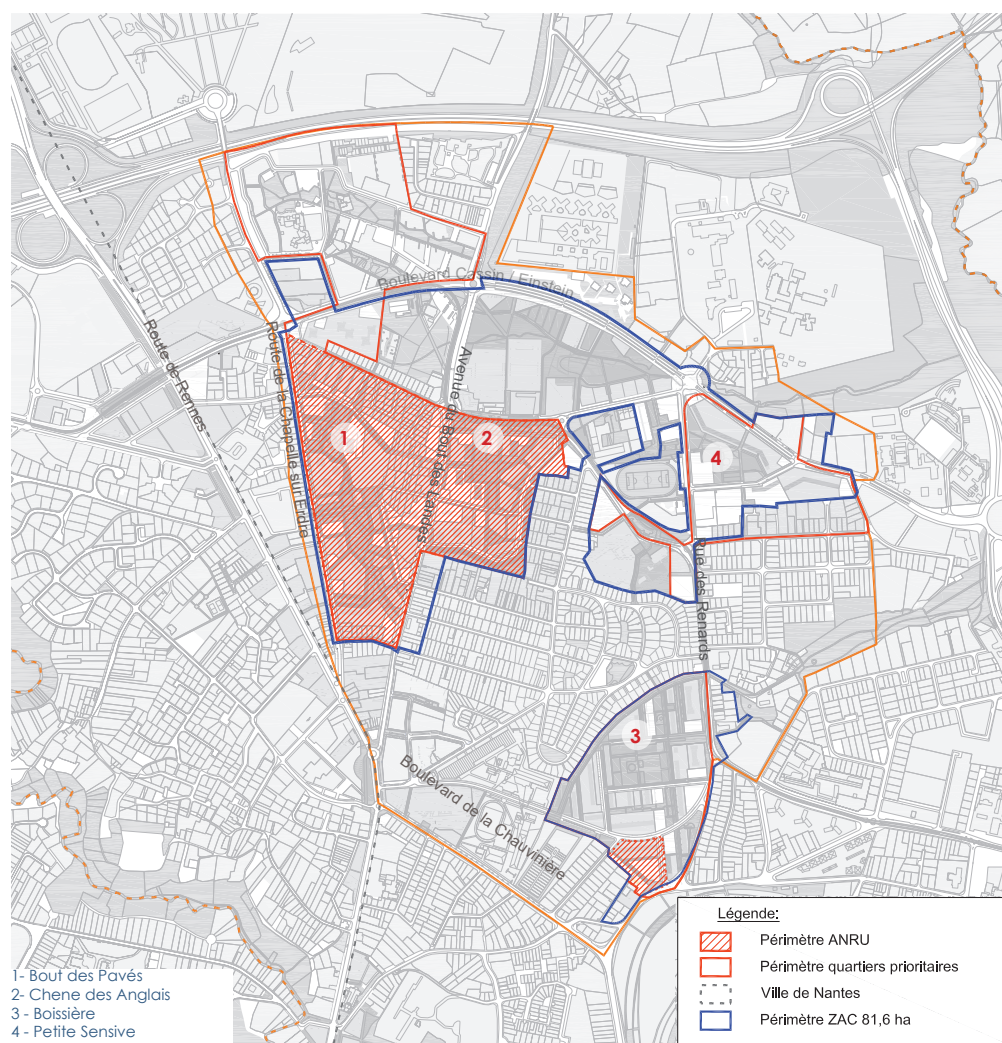 Boulevard Cassin / Einstein
Route de Rennes
Route de la Chapelle sur Erdre
Avenue du Bout des Landes
1
2
4
Rue des Renards
3
Boulevard de la Chauvinière
Légende:
Périmètre ANRU
Périmètre quartiers prioritaires
Ville de Nantes
Périmètre ZAC 81,6 ha
1- Bout des Pavés
2- Chene des Anglais
3 - Boissière
4 - Petite Sensive